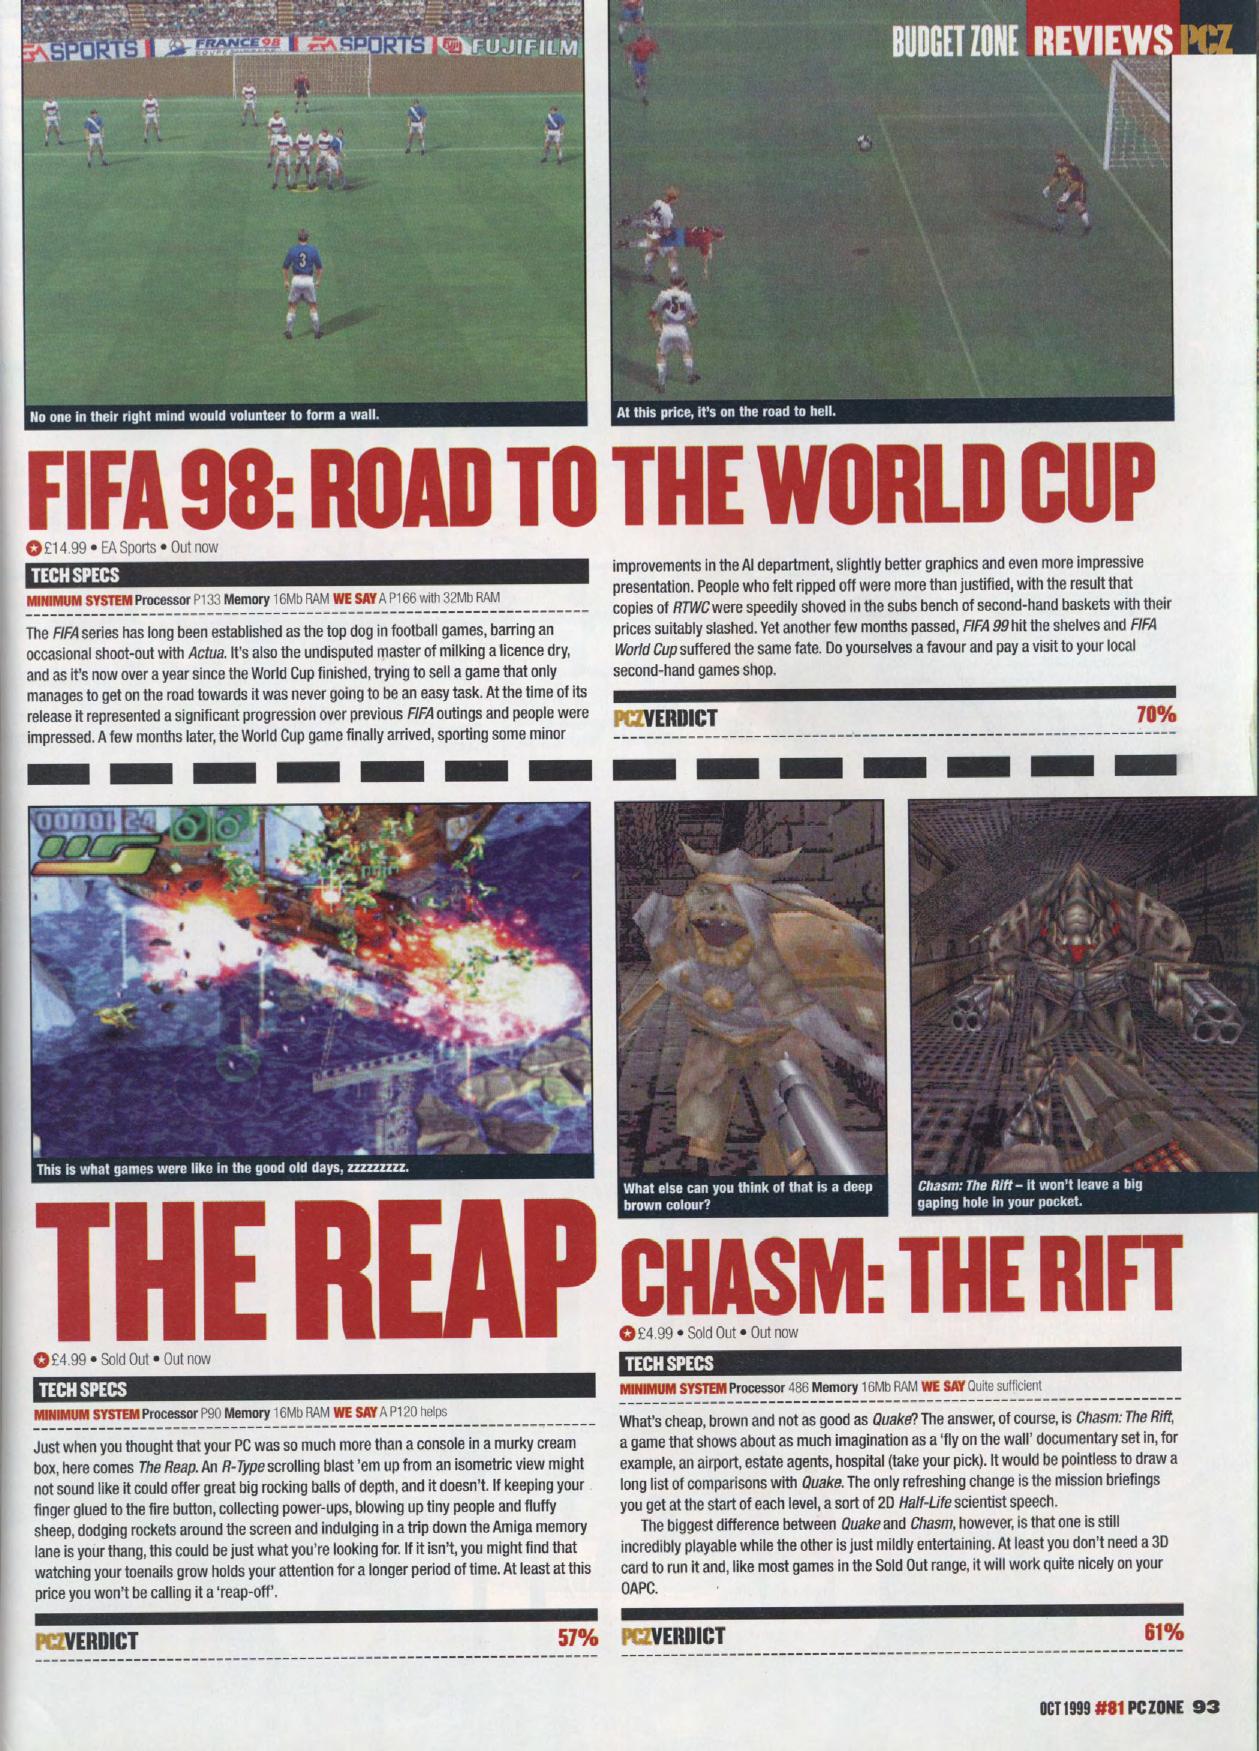 BUDGET ZONE REVIEWS PCZ
EA SPORTS FRANCE 98 EA SPORTS FUJIFILM
3
5
No one in their right mind would volunteer to form a wall.
At this price, it's on the road to hell.
FIFA 98: ROAD TO THE WORLD CUP
£14.99 • EA Sports • Out now
TECH SPECS
MINIMUM SYSTEM Processor P133 Memory 16Mb RAM WE SAY A P166 with 32Mb RAM
The FIFA series has long been established as the top dog in football games, barring an
occasional shoot-out with Actua. It's also the undisputed master of milking a licence dry,
and as it's now over a year since the World Cup finished, trying to sell a game that only
manages to get on the road towards it was never going to be an easy task. At the time of its
release it represented a significant progression over previous FIFA outings and people were
impressed. A few months later, the World Cup game finally arrived, sporting some minor
improvements in the AI department, slightly better graphics and even more impressive
presentation. People who felt ripped off were more than justified, with the result that
copies of RTWC were speedily shoved in the subs bench of second-hand baskets with their
prices suitably slashed. Yet another few months passed, FIFA 99 hit the shelves and FIFA
World Cup suffered the same fate. Do yourselves a favour and pay a visit to your local
second-hand games shop.
PCZVERDICT 70%
00001 24
This is what games were like in the good old days, zzzzzzzzz.
THE REAP
£4.99 • Sold Out • Out now
TECH SPECS
MINIMUM SYSTEM Processor P90 Memory 16Mb RAM WE SAY A P120 helps
Just when you thought that your PC was so much more than a console in a murky cream
box, here comes The Reap. An R-Type scrolling blast 'em up from an isometric view might
not sound like it could offer great big rocking balls of depth, and it doesn't. If keeping your
finger glued to the fire button, collecting power-ups, blowing up tiny people and fluffy
sheep, dodging rockets around the screen and indulging in a trip down the Amiga memory
lane is your thang, this could be just what you're looking for. If it isn't, you might find that
watching your toenails grow holds your attention for a longer period of time. At least at this
price you won't be calling it a 'reap-off'.
PCZVERDICT 57%
What else can you think of that is a deep
brown colour?
Chasm: The Rift – it won't leave a big
gaping hole in your pocket.
CHASM: THE RIFT
£4.99 • Sold Out • Out now
TECH SPECS
MINIMUM SYSTEM Processor 486 Memory 16Mb RAM WE SAY Quite sufficient
What's cheap, brown and not as good as Quake? The answer, of course, is Chasm: The Rift,
a game that shows about as much imagination as a 'fly on the wall' documentary set in, for
example, an airport, estate agents, hospital (take your pick). It would be pointless to draw a
long list of comparisons with Quake. The only refreshing change is the mission briefings
you get at the start of each level, a sort of 2D Half-Life scientist speech.
The biggest difference between Quake and Chasm, however, is that one is still
incredibly playable while the other is just mildly entertaining. At least you don't need a 3D
card to run it and, like most games in the Sold Out range, it will work quite nicely on your
OAPC.
PCZVERDICT 61%
OCT 1999 #81 PC ZONE 93